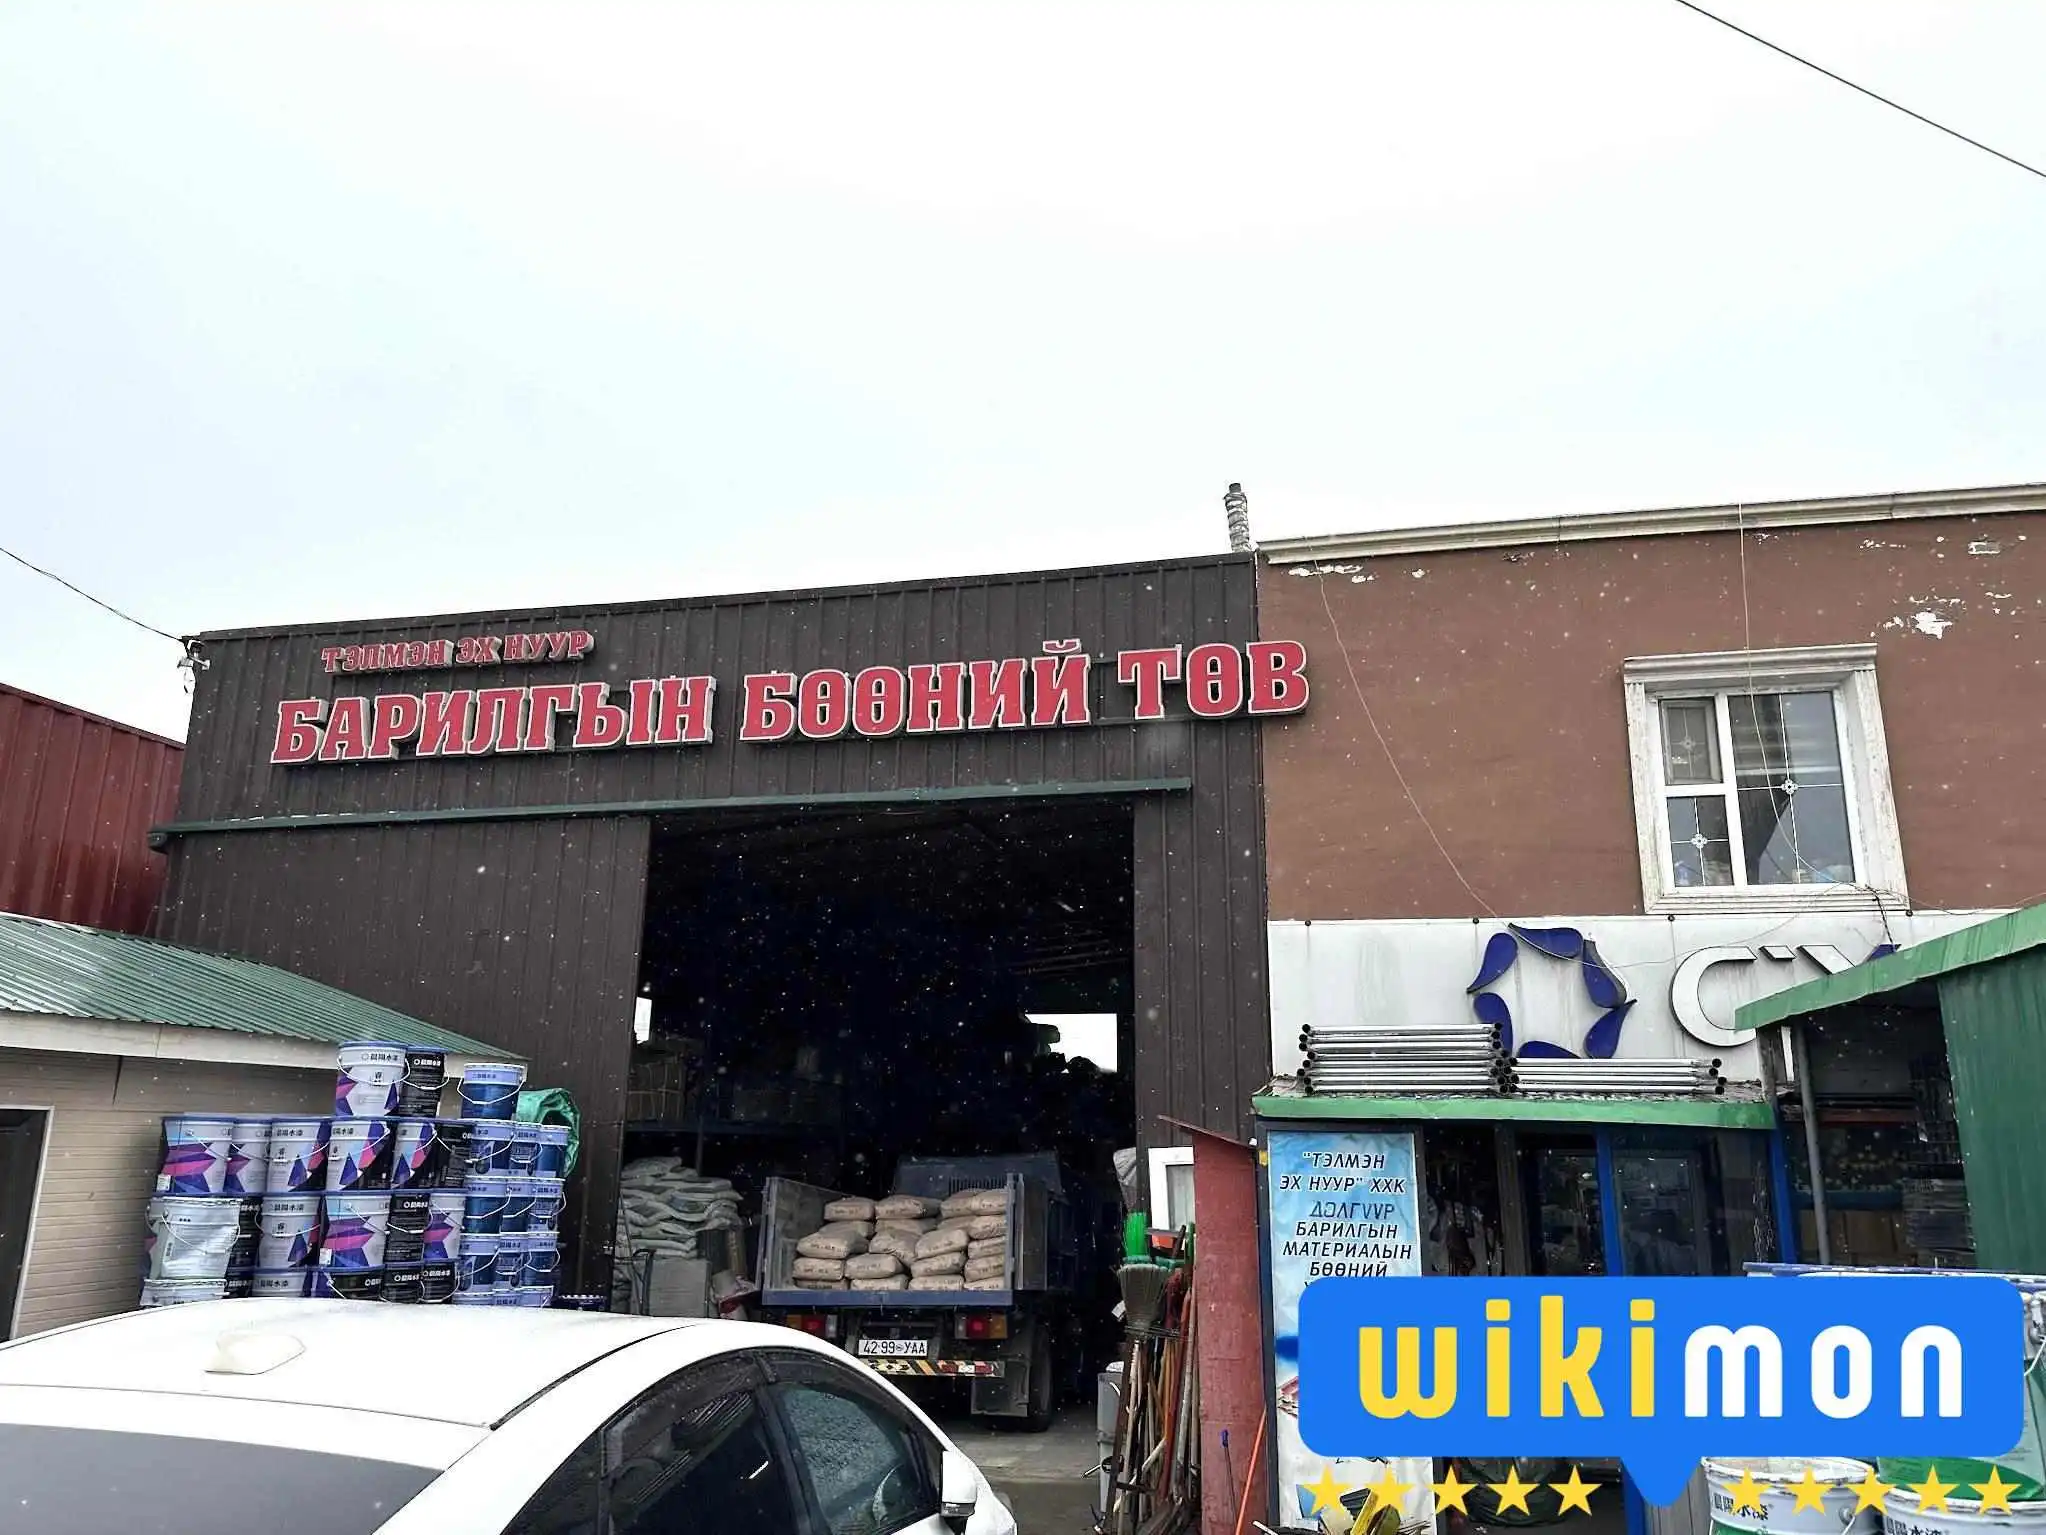 ТЭЛМЭН ЭХ НУУР
БАРИЛГЫН БӨӨНИЙ ТӨВ
"ТЭЛМЭН
ЭХ НУУР" ХХК
ДЭЛГҮҮР
БАРИЛГЫН
МАТЕРИАЛЫН
БӨӨНИЙ
42-99 УАА
wikimon